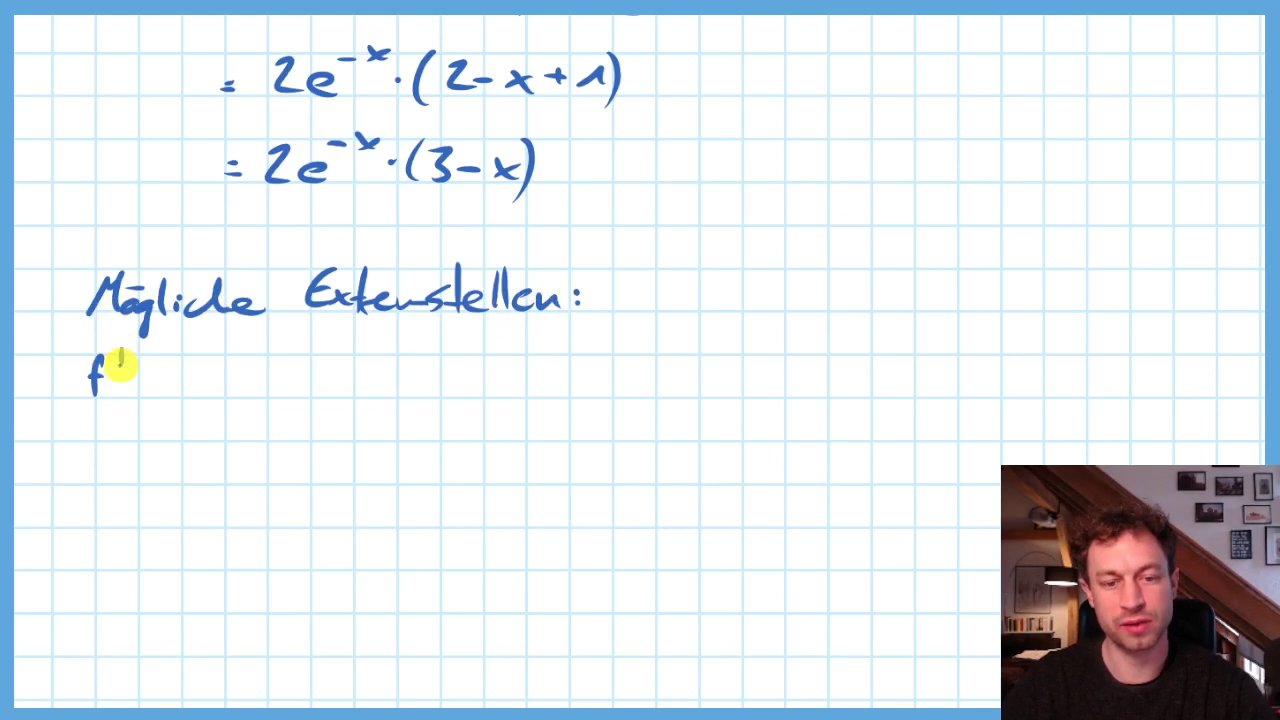 = 2e^{-x} · (2 - x + 1)
= 2e^{-x} · (3 - x)
Mögliche Extemstellen:
f'